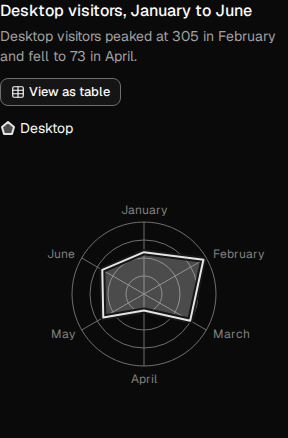 Desktop visitors, January to June
Desktop visitors peaked at 305 in February
and fell to 73 in April.
View as table
Desktop
January
June
February
May
March
April